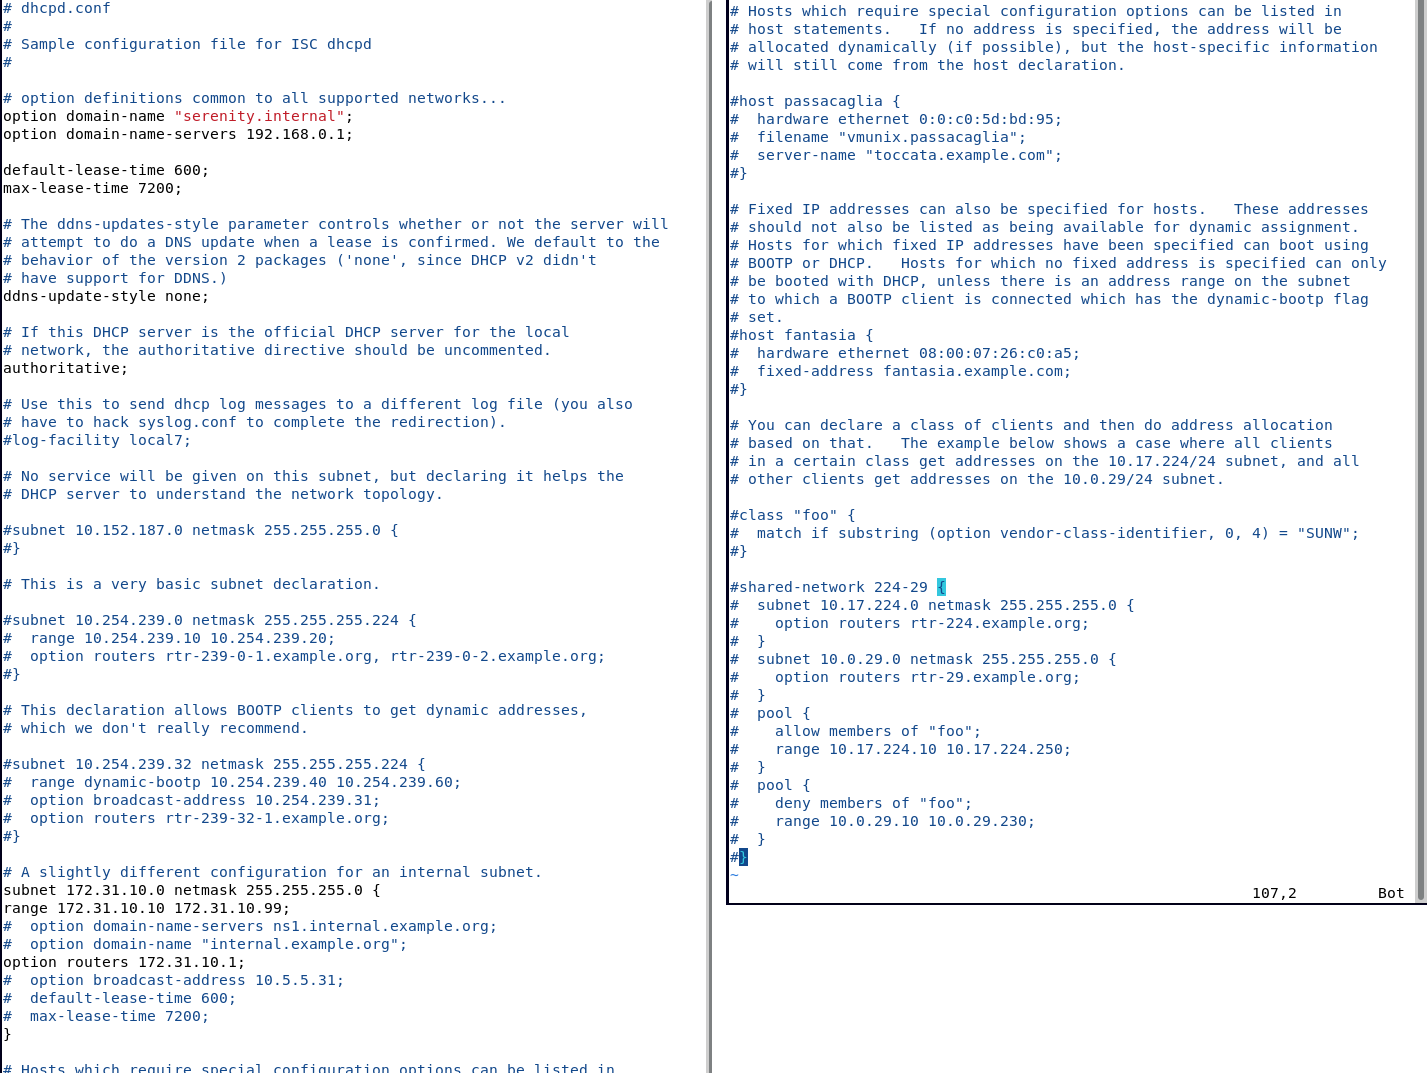 # dhcpd.conf
#
# Sample configuration file for ISC dhcpd
#
# option definitions common to all supported networks...
option domain-name "serenity.internal";
option domain-name-servers 192.168.0.1;
default-lease-time 600;
max-lease-time 7200;
# The ddns-updates-style parameter controls whether or not the server will
# attempt to do a DNS update when a lease is confirmed. We default to the
# behavior of the version 2 packages ('none', since DHCP v2 didn't
# have support for DDNS.)
ddns-update-style none;
# If this DHCP server is the official DHCP server for the local
# network, the authoritative directive should be uncommented.
authoritative;
# Use this to send dhcp log messages to a different log file (you also
# have to hack syslog.conf to complete the redirection).
#log-facility local7;
# No service will be given on this subnet, but declaring it helps the
# DHCP server to understand the network topology.
#subnet 10.152.187.0 netmask 255.255.255.0 {
#}
# This is a very basic subnet declaration.
#subnet 10.254.239.0 netmask 255.255.255.224 {
#  range 10.254.239.10 10.254.239.20;
#  option routers rtr-239-0-1.example.org, rtr-239-0-2.example.org;
#}
# This declaration allows BOOTP clients to get dynamic addresses,
# which we don't really recommend.
#subnet 10.254.239.32 netmask 255.255.255.224 {
#  range dynamic-bootp 10.254.239.40 10.254.239.60;
#  option broadcast-address 10.254.239.31;
#  option routers rtr-239-32-1.example.org;
#}
# A slightly different configuration for an internal subnet.
subnet 172.31.10.0 netmask 255.255.255.0 {
range 172.31.10.10 172.31.10.99;
#  option domain-name-servers ns1.internal.example.org;
#  option domain-name "internal.example.org";
option routers 172.31.10.1;
#  option broadcast-address 10.5.5.31;
#  default-lease-time 600;
#  max-lease-time 7200;
}
# Hosts which require special configuration options can be listed in
# Hosts which require special configuration options can be listed in
# host statements.   If no address is specified, the address will be
# allocated dynamically (if possible), but the host-specific information
# will still come from the host declaration.
#host passacaglia {
#  hardware ethernet 0:0:c0:5d:bd:95;
#  filename "vmunix.passacaglia";
#  server-name "toccata.example.com";
#}
# Fixed IP addresses can also be specified for hosts.   These addresses
# should not also be listed as being available for dynamic assignment.
# Hosts for which fixed IP addresses have been specified can boot using
# BOOTP or DHCP.   Hosts for which no fixed address is specified can only
# be booted with DHCP, unless there is an address range on the subnet
# to which a BOOTP client is connected which has the dynamic-bootp flag
# set.
#host fantasia {
#  hardware ethernet 08:00:07:26:c0:a5;
#  fixed-address fantasia.example.com;
#}
# You can declare a class of clients and then do address allocation
# based on that.   The example below shows a case where all clients
# in a certain class get addresses on the 10.17.224/24 subnet, and all
# other clients get addresses on the 10.0.29/24 subnet.
#class "foo" {
#  match if substring (option vendor-class-identifier, 0, 4) = "SUNW";
#}
#shared-network 224-29 {
#  subnet 10.17.224.0 netmask 255.255.255.0 {
#    option routers rtr-224.example.org;
#  }
#  subnet 10.0.29.0 netmask 255.255.255.0 {
#    option routers rtr-29.example.org;
#  }
#  pool {
#    allow members of "foo";
#    range 10.17.224.10 10.17.224.250;
#  }
#  pool {
#    deny members of "foo";
#    range 10.0.29.10 10.0.29.230;
#  }
#}
~
107,2 Bot